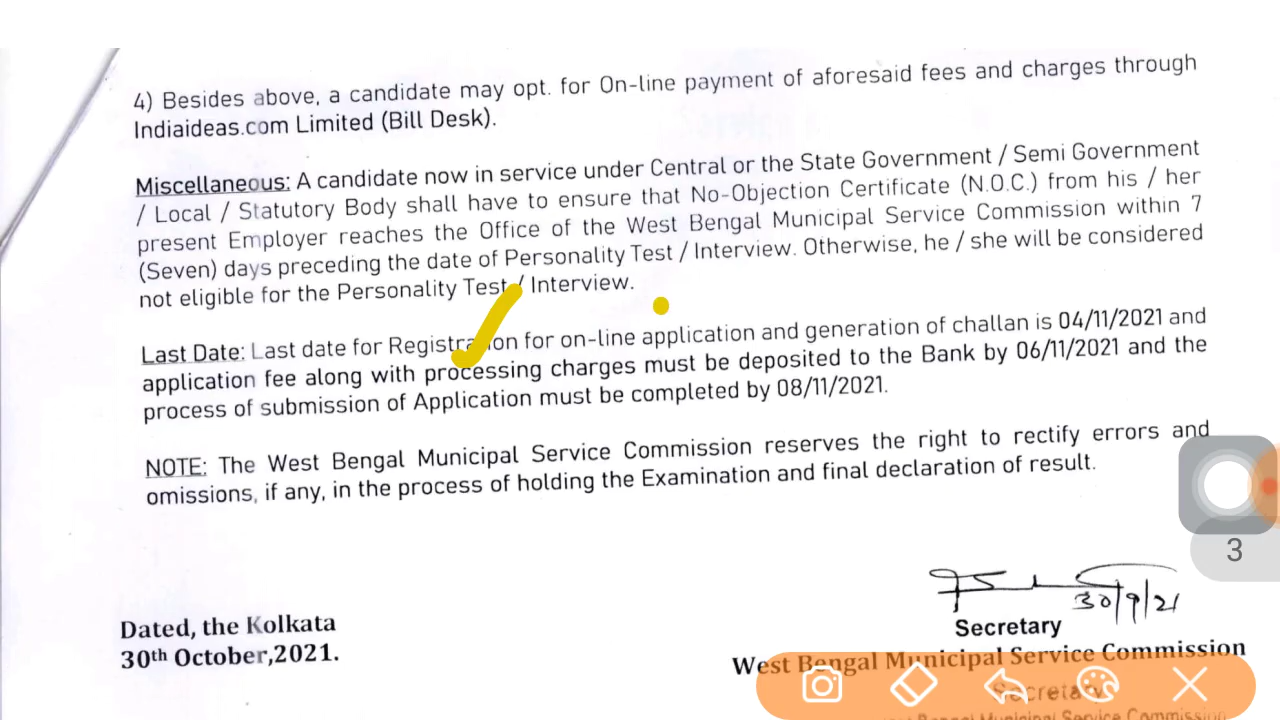 4) Besides above, a candidate may opt. for On-line payment of aforesaid fees and charges through
Indiaideas.com Limited (Bill Desk).
Miscellaneous: A candidate now in service under Central or the State Government / Semi Government
/ Local / Statutory Body shall have to ensure that No-Objection Certificate (N.O.C.) from his / her
present Employer reaches the Office of the West Bengal Municipal Service Commission within 7
(Seven) days preceding the date of Personality Test / Interview. Otherwise, he / she will be considered
not eligible for the Personality Test / Interview.
Last Date: Last date for Registration for on-line application and generation of challan is 04/11/2021 and
application fee along with processing charges must be deposited to the Bank by 06/11/2021 and the
process of submission of Application must be completed by 08/11/2021.
NOTE: The West Bengal Municipal Service Commission reserves the right to rectify errors and
omissions, if any, in the process of holding the Examination and final declaration of result.
3
30/9/21
Dated, the Kolkata
30th October,2021.
Secretary
West Bengal Municipal Service Commission
Secretary
Bengal Municipal Service Commission